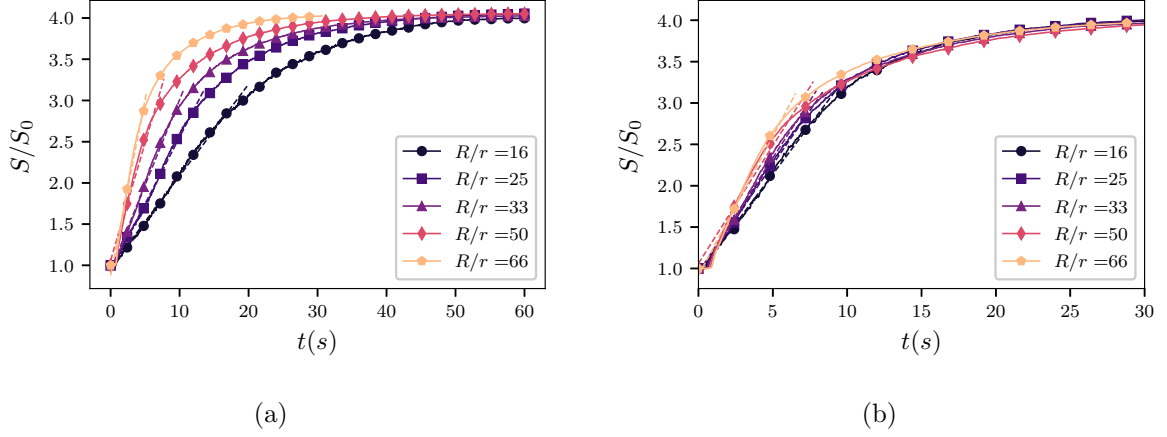 4.0
3.5
3.0
2.5
2.0
1.5
1.0
S/S₀
0 10 20 30 40 50 60
t(s)
R/r =16
R/r =25
R/r =33
R/r =50
R/r =66
(a)
4.0
3.5
3.0
2.5
2.0
1.5
1.0
S/S₀
0 5 10 15 20 25 30
t(s)
R/r =16
R/r =25
R/r =33
R/r =50
R/r =66
(b)